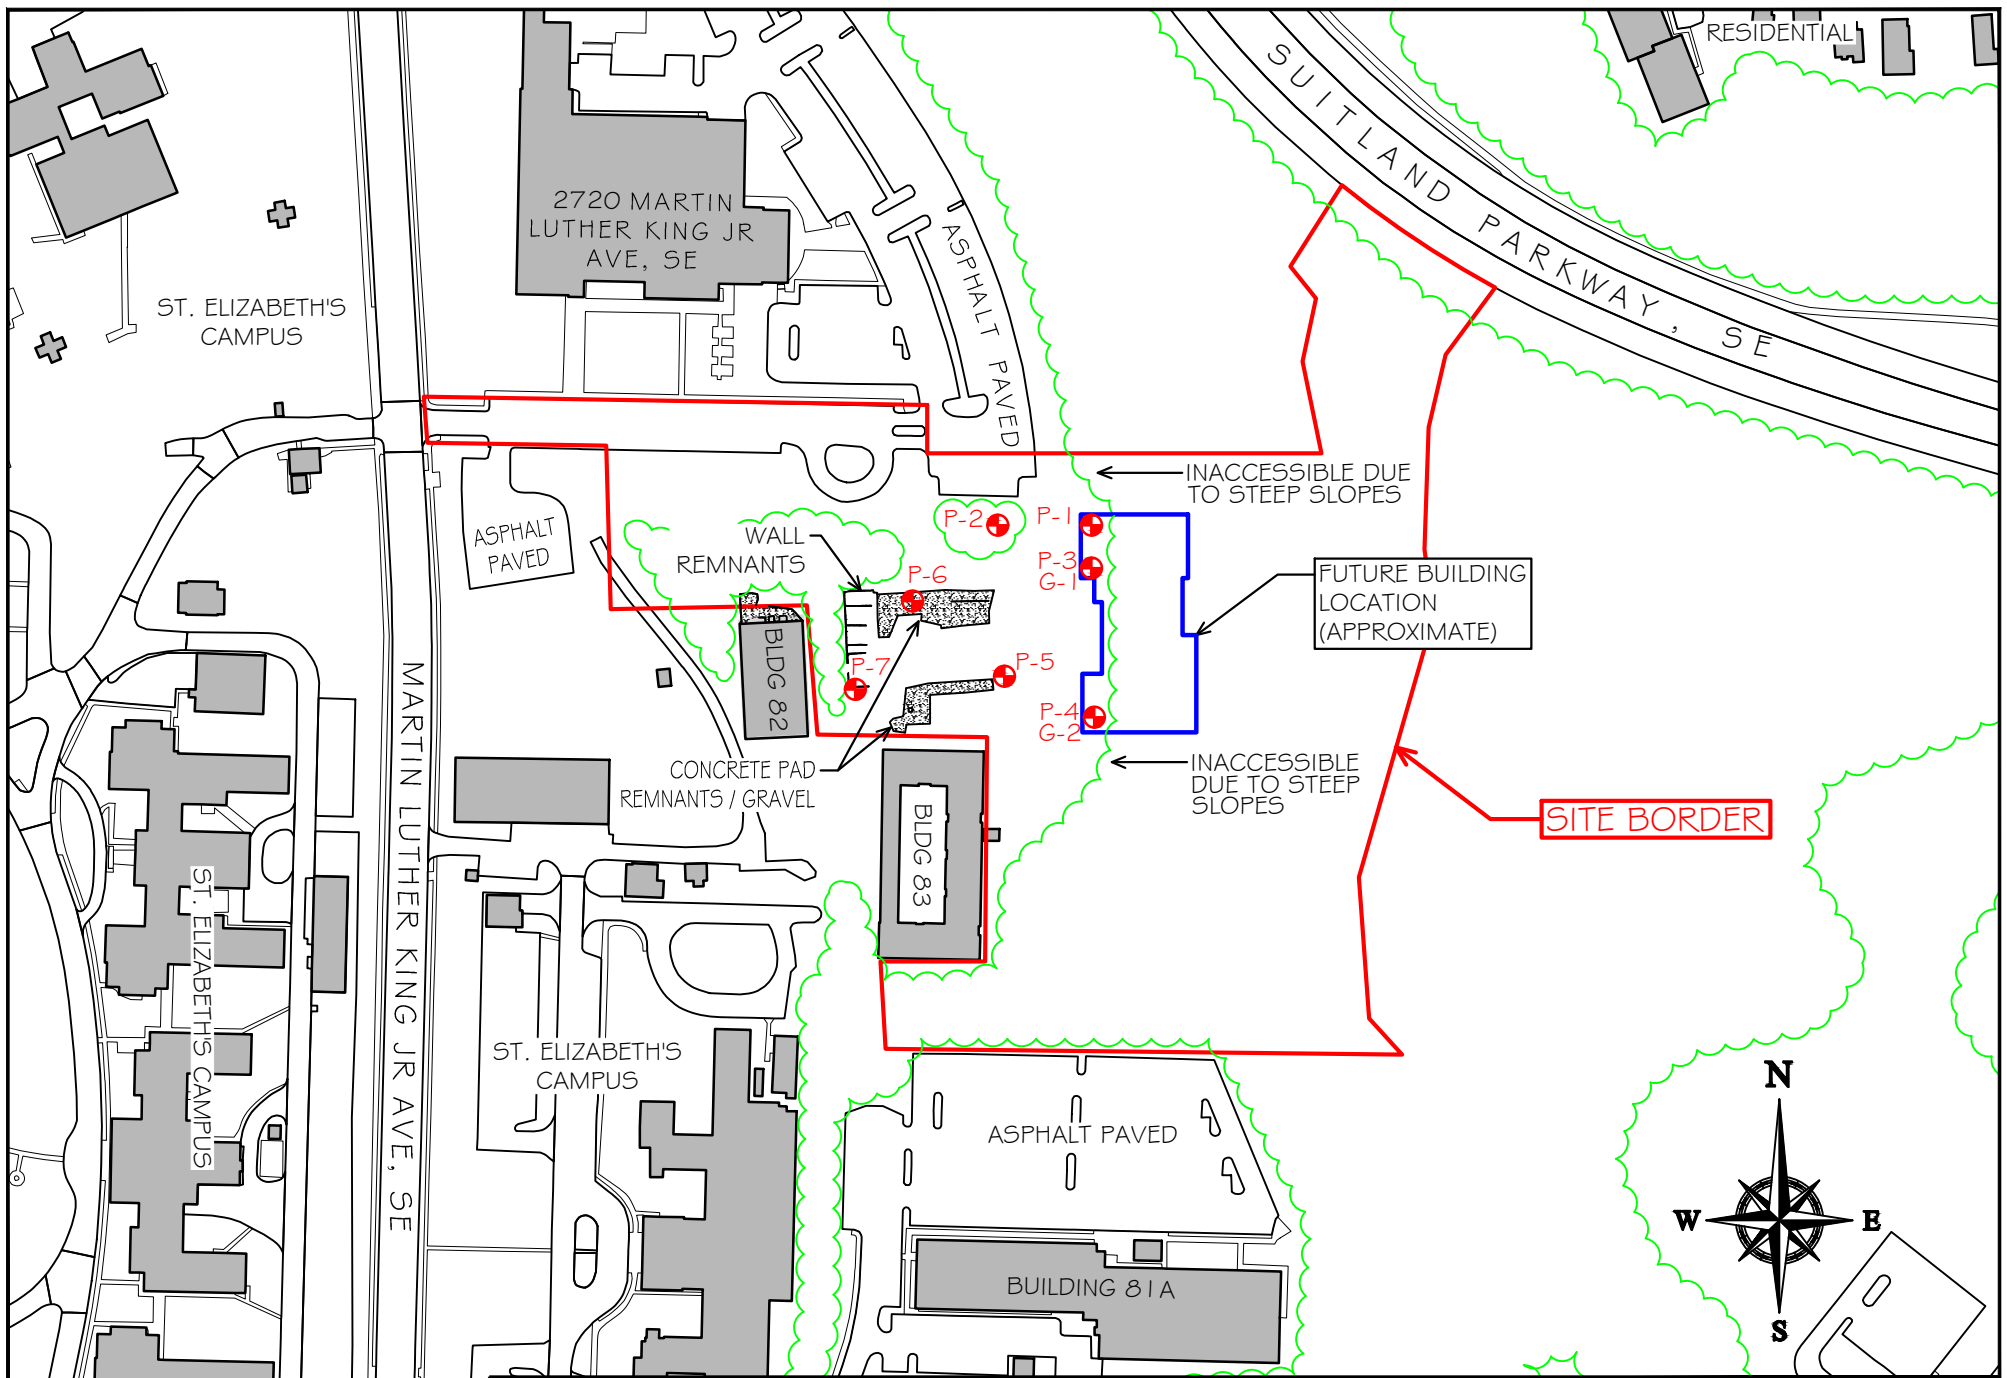 RESIDENTIAL
SUITLAND PARKWAY, SE
2720 MARTIN
LUTHER KING JR
AVE, SE
ASPHALT PAVED
ST. ELIZABETH'S
CAMPUS
INACCESSIBLE DUE
TO STEEP SLOPES
ASPHALT
PAVED
WALL
REMNANTS
P-2
P-1
P-3
G-1
P-6
FUTURE BUILDING
LOCATION
(APPROXIMATE)
BLDG 82
P-7
P-5
P-4
G-2
MARTIN LUTHER KING JR AVE, SE
CONCRETE PAD
REMNANTS / GRAVEL
INACCESSIBLE
DUE TO STEEP
SLOPES
SITE BORDER
BLDG 83
ST. ELIZABETH'S CAMPUS
ST. ELIZABETH'S
CAMPUS
ASPHALT PAVED
BUILDING 81A
N
W
E
S